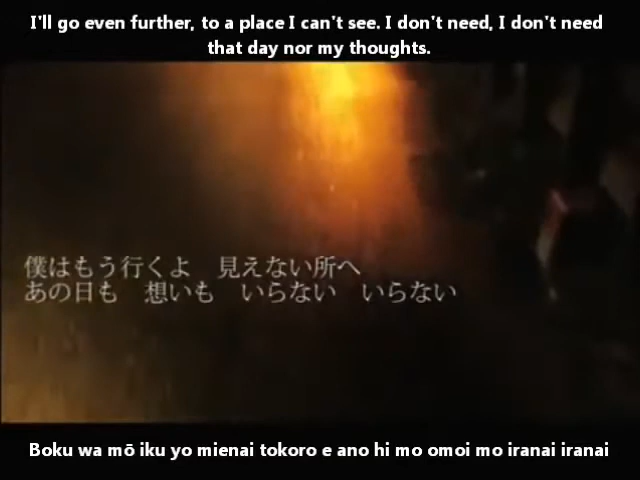 I'll go even further, to a place I can't see. I don't need, I don't need
that day nor my thoughts.
僕はもう行くよ　見えない所へ
あの日も　想いも　いらない　いらない
Boku wa mō iku yo mienai tokoro e ano hi mo omoi mo iranai iranai